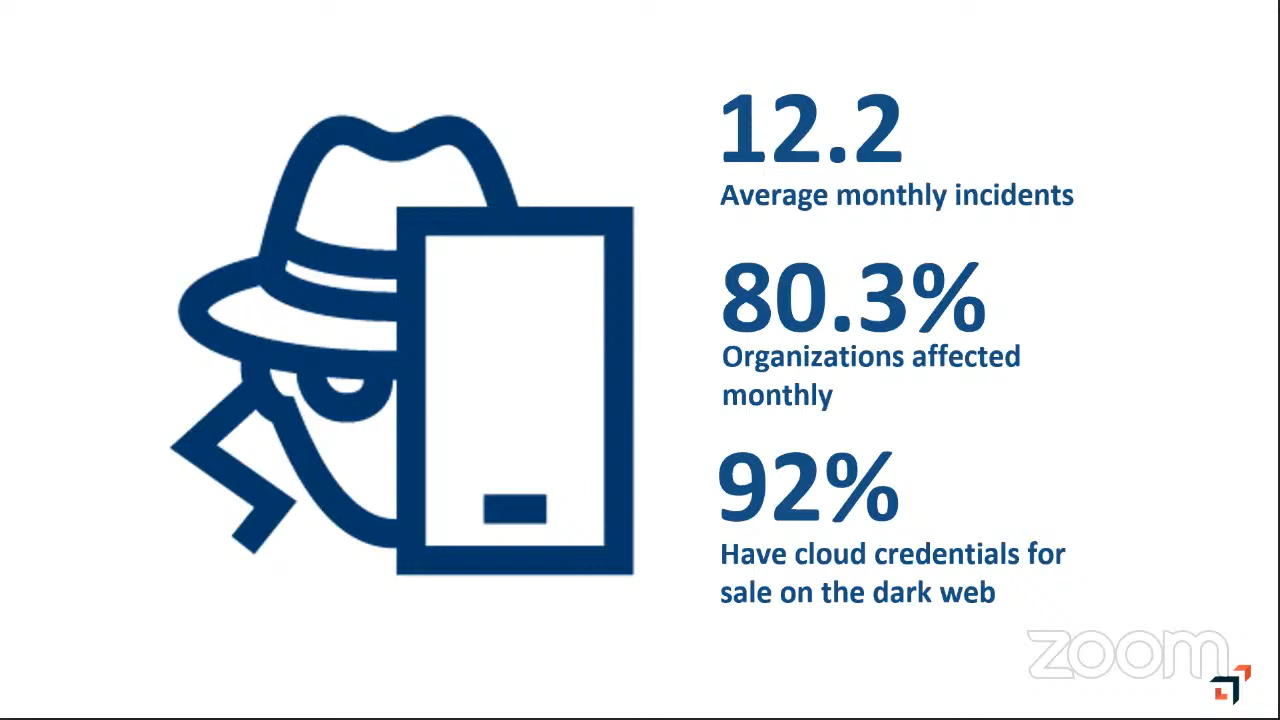 12.2
Average monthly incidents
80.3%
Organizations affected
monthly
92%
Have cloud credentials for
sale on the dark web
zoom